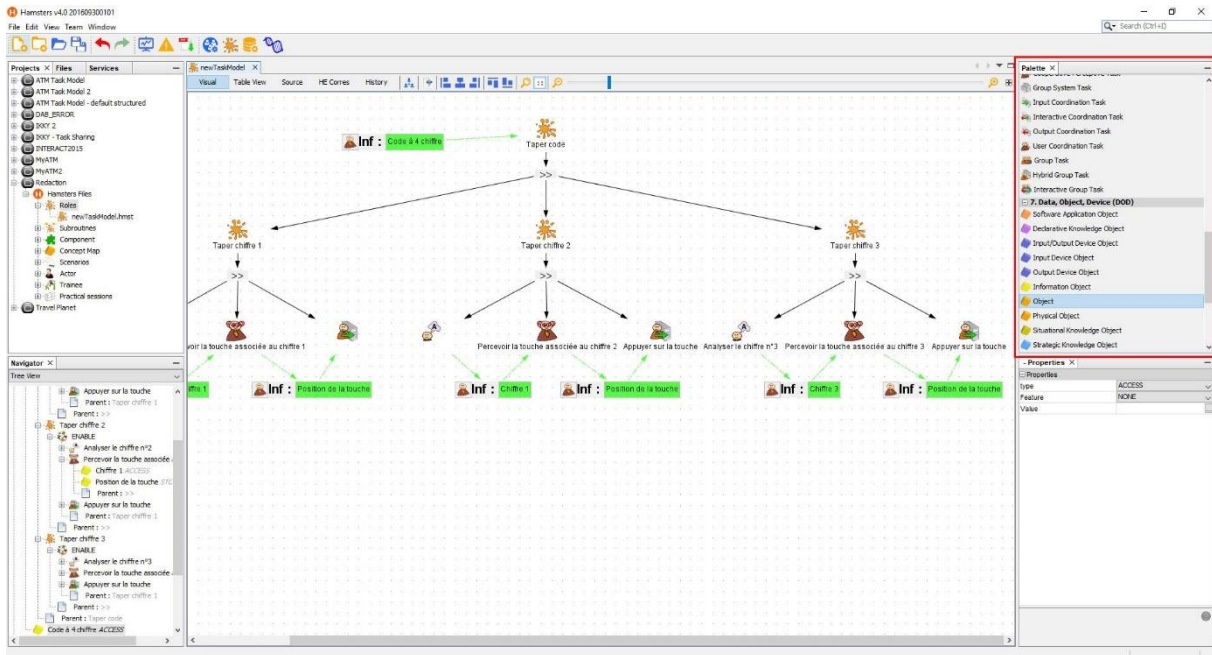 Hamsters v4.0 201609300101
File Edit View Team Window
Search (Ctrl+I)
Projects Files Services
ATM Task Model
ATM Task Model 2
ATM Task Model - default structured
DAB_ERROR
IKKY 2
IKKY - Task Sharing
INTERACT2015
MyATM
MyATM2
Redaction
Hamsters Files
Roles
newTaskModel.hmst
Subroutines
Component
Concept Map
Scenarios
Actor
Trainee
Practical sessions
Travel Planet
Navigator
Tree View
Appuyer sur la touche
Parent : Taper chiffre 1
Parent : >>
Taper chiffre 2
ENABLE
Analyser le chiffre n°2
Percevoir la touche associée
Chiffre 1 ACCESS
Position de la touche STO
Parent : >>
Appuyer sur la touche
Parent : Taper chiffre 1
Parent : >>
Taper chiffre 3
ENABLE
Analyser le chiffre n°3
Percevoir la touche associée
Appuyer sur la touche
Parent : Taper chiffre 1
Parent : >>
Parent : Taper code
Code à 4 chiffre ACCESS
newTaskModel
Visual Table View Source HE Corres History
Inf : Code à 4 chiffre
Taper code
>>
Taper chiffre 1 Taper chiffre 2 Taper chiffre 3
>> >> >>
voir la touche associée au chiffre 1 Percevoir la touche associée au chiffre 2 Appuyer sur la touche Analyser le chiffre n°3 Percevoir la touche associée au chiffre 3 Appuyer sur la touche
ffre 1 Inf : Position de la touche Inf : Chiffre 1 Inf : Position de la touche Inf : Chiffre 3 Inf : Position de la touche
Palette
Group System Task
Input Coordination Task
Interactive Coordination Task
Output Coordination Task
User Coordination Task
Group Task
Hybrid Group Task
Interactive Group Task
7. Data, Object, Device (DOD)
Software Application Object
Declarative Knowledge Object
Input/Output Device Object
Input Device Object
Output Device Object
Information Object
Object
Physical Object
Situational Knowledge Object
Strategic Knowledge Object
- Properties
Properties
type ACCESS
Feature NONE
Value